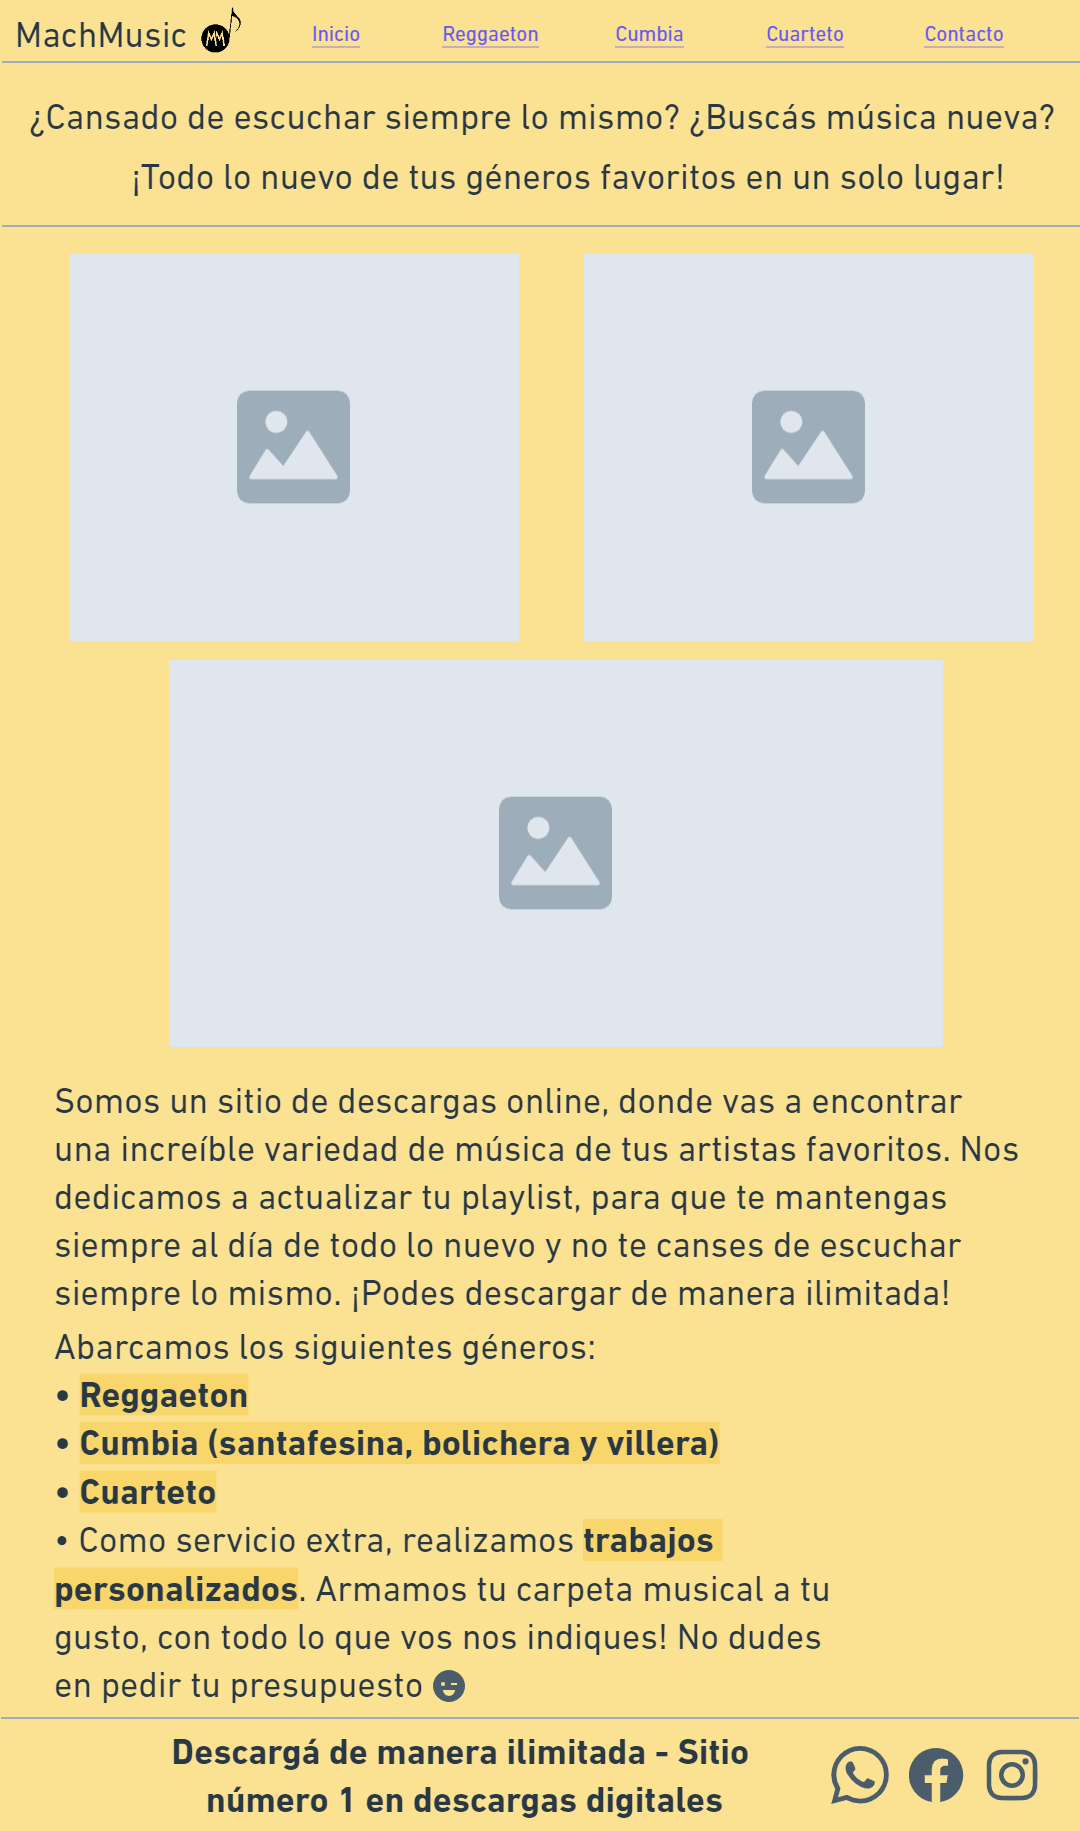 MachMusic MM Inicio Reggaeton Cumbia Cuarteto Contacto
¿Cansado de escuchar siempre lo mismo? ¿Buscás música nueva?
¡Todo lo nuevo de tus géneros favoritos en un solo lugar!
Somos un sitio de descargas online, donde vas a encontrar
una increíble variedad de música de tus artistas favoritos. Nos
dedicamos a actualizar tu playlist, para que te mantengas
siempre al día de todo lo nuevo y no te canses de escuchar
siempre lo mismo. ¡Podes descargar de manera ilimitada!
Abarcamos los siguientes géneros:
• Reggaeton
• Cumbia (santafesina, bolichera y villera)
• Cuarteto
• Como servicio extra, realizamos trabajos
personalizados. Armamos tu carpeta musical a tu
gusto, con todo lo que vos nos indiques! No dudes
en pedir tu presupuesto
Descargá de manera ilimitada - Sitio
número 1 en descargas digitales